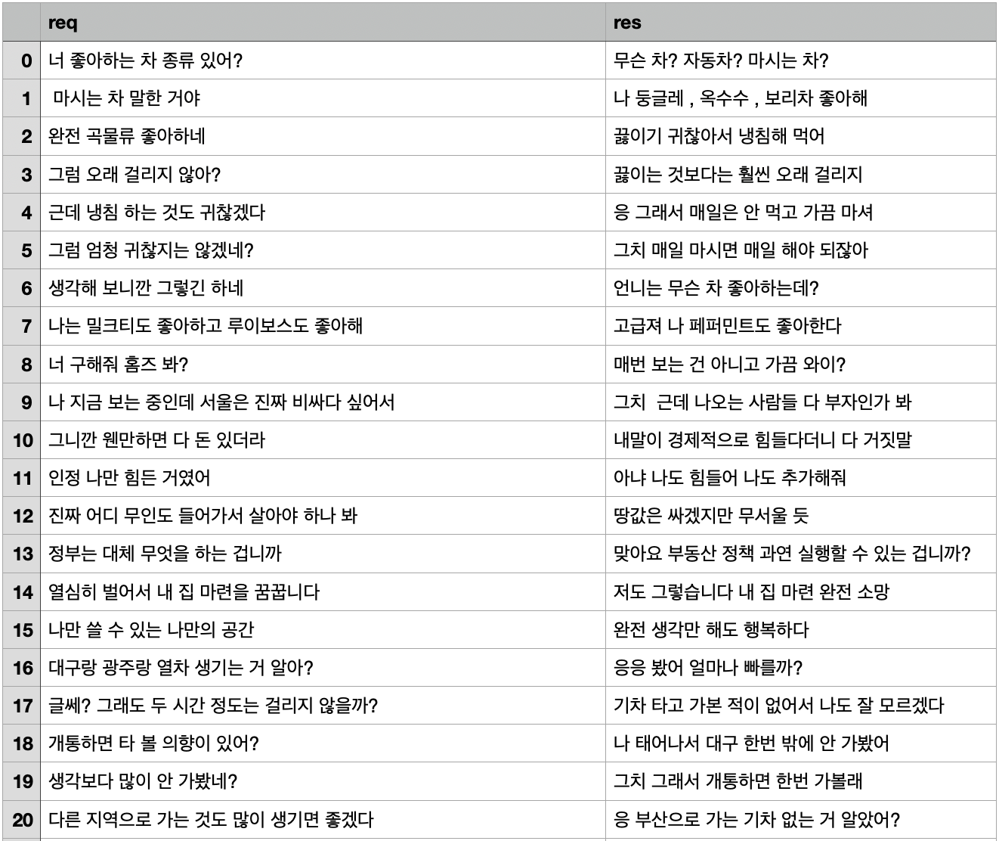 req res
0 너 좋아하는 차 종류 있어? 무슨 차? 자동차? 마시는 차?
1 마시는 차 말한 거야 나 둥글레 , 옥수수 , 보리차 좋아해
2 완전 곡물류 좋아하네 끓이기 귀찮아서 냉침해 먹어
3 그럼 오래 걸리지 않아? 끓이는 것보다는 훨씬 오래 걸리지
4 근데 냉침 하는 것도 귀찮겠다 응 그래서 매일은 안 먹고 가끔 마셔
5 그럼 엄청 귀찮지는 않겠네? 그치 매일 마시면 매일 해야 되잖아
6 생각해 보니깐 그렇긴 하네 언니는 무슨 차 좋아하는데?
7 나는 밀크티도 좋아하고 루이보스도 좋아해 고급져 나 페퍼민트도 좋아한다
8 너 구해줘 홈즈 봐? 매번 보는 건 아니고 가끔 와이?
9 나 지금 보는 중인데 서울은 진짜 비싸다 싶어서 그치  근데 나오는 사람들 다 부자인가 봐
10 그니깐 웬만하면 다 돈 있더라 내말이 경제적으로 힘들다더니 다 거짓말
11 인정 나만 힘든 거였어 아냐 나도 힘들어 나도 추가해줘
12 진짜 어디 무인도 들어가서 살아야 하나 봐 땅값은 싸겠지만 무서울 듯
13 정부는 대체 무엇을 하는 겁니까 맞아요 부동산 정책 과연 실행할 수 있는 겁니까?
14 열심히 벌어서 내 집 마련을 꿈꿉니다 저도 그렇습니다 내 집 마련 완전 소망
15 나만 쓸 수 있는 나만의 공간 완전 생각만 해도 행복하다
16 대구랑 광주랑 열차 생기는 거 알아? 응응 봤어 얼마나 빠를까?
17 글쎄? 그래도 두 시간 정도는 걸리지 않을까? 기차 타고 가본 적이 없어서 나도 잘 모르겠다
18 개통하면 타 볼 의향이 있어? 나 태어나서 대구 한번 밖에 안 가봤어
19 생각보다 많이 안 가봤네? 그치 그래서 개통하면 한번 가볼래
20 다른 지역으로 가는 것도 많이 생기면 좋겠다 응 부산으로 가는 기차 없는 거 알았어?